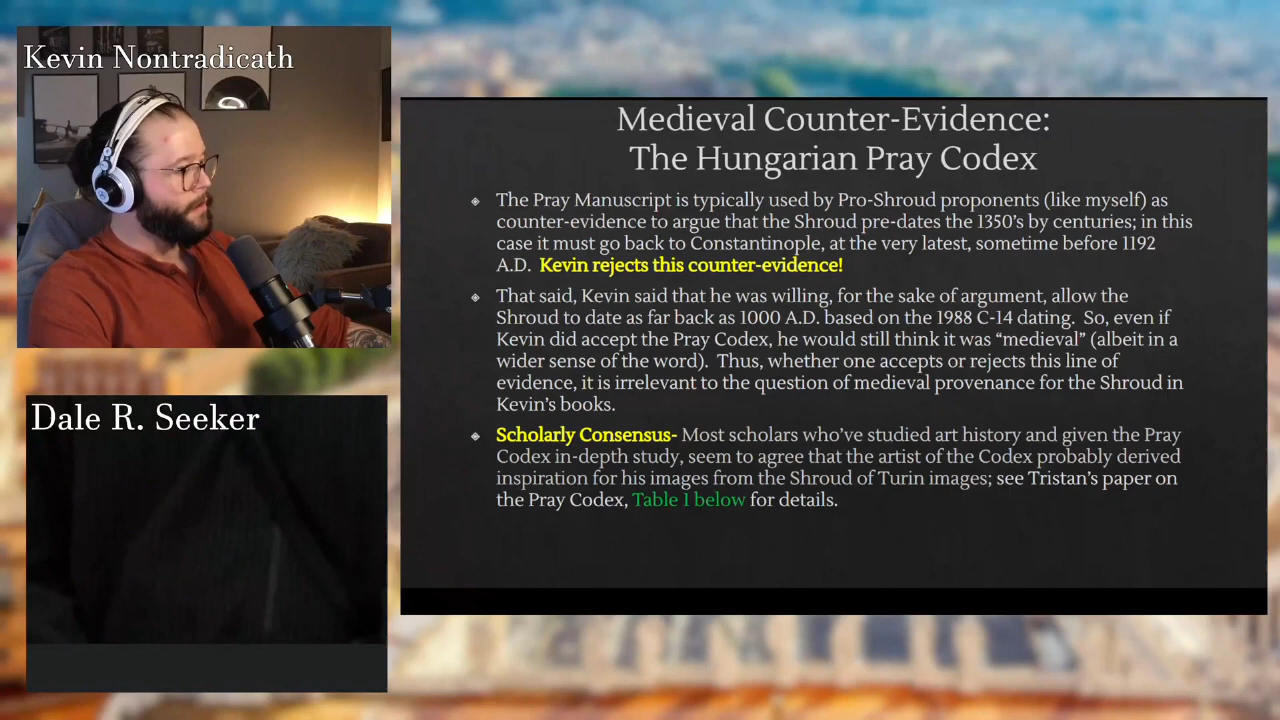 Kevin Nontradicath
Medieval Counter-Evidence:
The Hungarian Pray Codex
The Pray Manuscript is typically used by Pro-Shroud proponents (like myself) as
counter-evidence to argue that the Shroud pre-dates the 1350's by centuries; in this
case it must go back to Constantinople, at the very latest, sometime before 1192
A.D. Kevin rejects this counter-evidence!
That said, Kevin said that he was willing, for the sake of argument, allow the
Shroud to date as far back as 1000 A.D. based on the 1988 C-14 dating. So, even if
Kevin did accept the Pray Codex, he would still think it was “medieval” (albeit in a
wider sense of the word). Thus, whether one accepts or rejects this line of
evidence, it is irrelevant to the question of medieval provenance for the Shroud in
Kevin's books.
Scholarly Consensus- Most scholars who've studied art history and given the Pray
Codex in-depth study, seem to agree that the artist of the Codex probably derived
inspiration for his images from the Shroud of Turin images; see Tristan's paper on
the Pray Codex, Table 1 below for details.
Dale R. Seeker